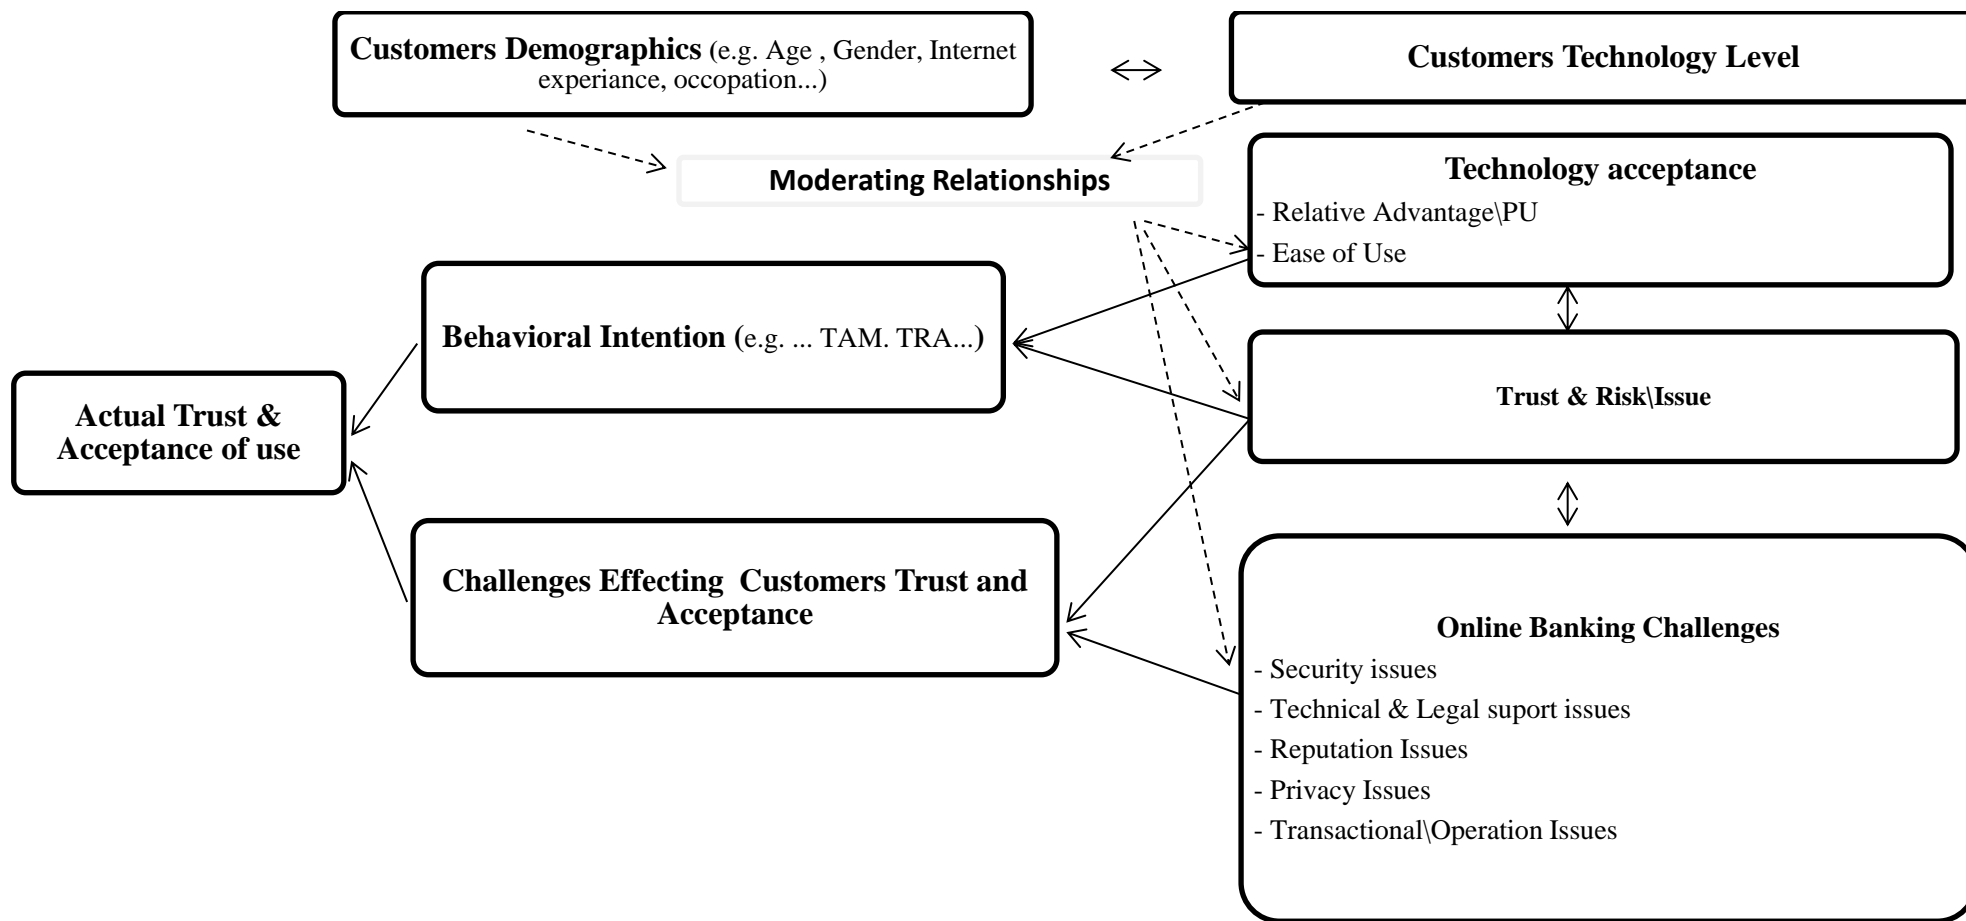 Customers Demographics (e.g. Age , Gender, Internet
experiance, occopation...)
Customers Technology Level
Moderating Relationships
Technology acceptance
- Relative Advantage\PU
- Ease of Use
Behavioral Intention (e.g. ... TAM. TRA...)
Trust & Risk\Issue
Actual Trust &
Acceptance of use
Challenges Effecting  Customers Trust and
Acceptance
Online Banking Challenges
- Security issues
- Technical & Legal suport issues
- Reputation Issues
- Privacy Issues
- Transactional\Operation Issues